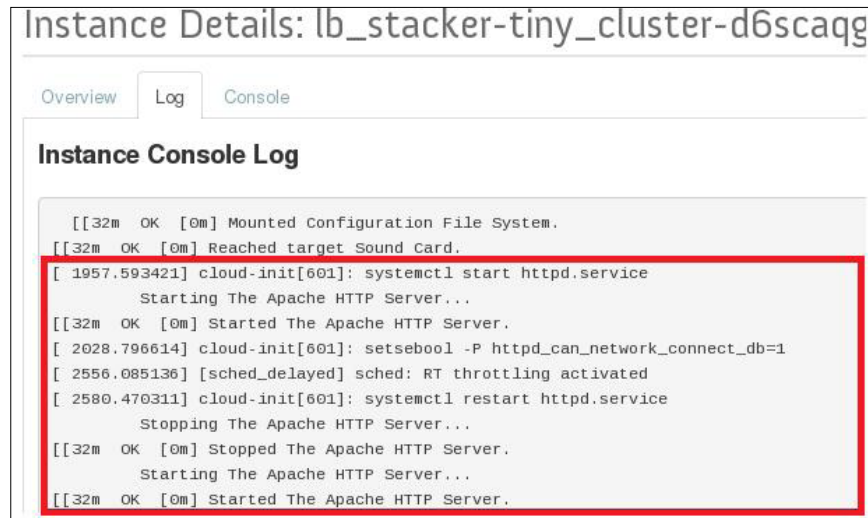 Instance Details: lb_stacker-tiny_cluster-d6scaqg
Overview Log Console
Instance Console Log
[[32m OK [0m] Mounted Configuration File System.
[[32m OK [0m] Reached target Sound Card.
[ 1957.593421] cloud-init[601]: systemctl start httpd.service
Starting The Apache HTTP Server...
[[32m OK [0m] Started The Apache HTTP Server.
[ 2028.796614] cloud-init[601]: setsebool -P httpd_can_network_connect_db=1
[ 2556.085136] [sched_delayed] sched: RT throttling activated
[ 2580.470311] cloud-init[601]: systemctl restart httpd.service
Stopping The Apache HTTP Server...
[[32m OK [0m] Stopped The Apache HTTP Server.
Starting The Apache HTTP Server...
[[32m OK [0m] Started The Apache HTTP Server.